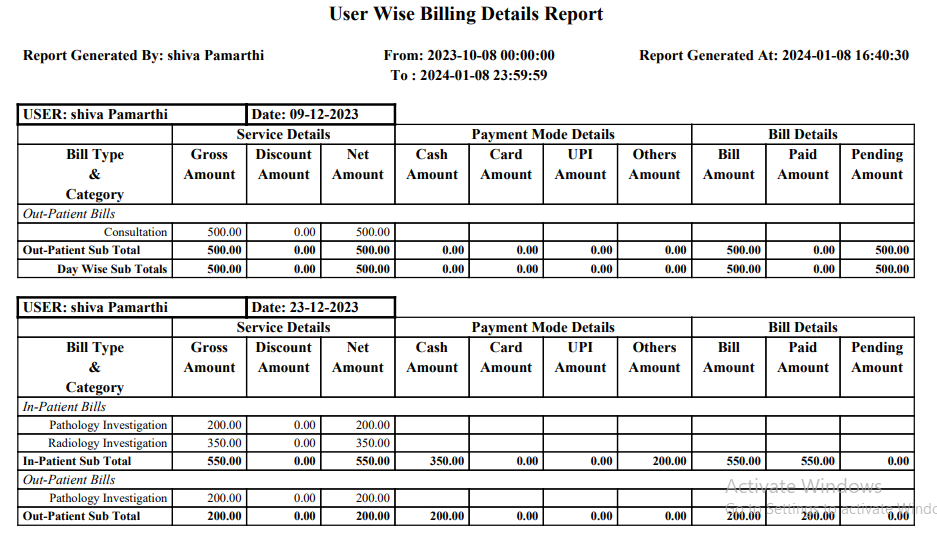 User Wise Billing Details Report
Report Generated By: shiva Pamarthi From: 2023-10-08 00:00:00 Report Generated At: 2024-01-08 16:40:30
To : 2024-01-08 23:59:59
USER: shiva Pamarthi Date: 09-12-2023
Service Details Payment Mode Details Bill Details
Bill Type Gross Discount Net Cash Card UPI Others Bill Paid Pending
& Amount Amount Amount Amount Amount Amount Amount Amount Amount Amount
Category
Out-Patient Bills
Consultation 500.00 0.00 500.00
Out-Patient Sub Total 500.00 0.00 500.00 0.00 0.00 0.00 0.00 500.00 0.00 500.00
Day Wise Sub Totals 500.00 0.00 500.00 0.00 0.00 0.00 0.00 500.00 0.00 500.00
USER: shiva Pamarthi Date: 23-12-2023
Service Details Payment Mode Details Bill Details
Bill Type Gross Discount Net Cash Card UPI Others Bill Paid Pending
& Amount Amount Amount Amount Amount Amount Amount Amount Amount Amount
Category
In-Patient Bills
Pathology Investigation 200.00 0.00 200.00
Radiology Investigation 350.00 0.00 350.00
In-Patient Sub Total 550.00 0.00 550.00 350.00 0.00 0.00 200.00 550.00 550.00 0.00
Out-Patient Bills
Activate Windows
Pathology Investigation 200.00 0.00 200.00
Go to Settings to activate Windo
Out-Patient Sub Total 200.00 0.00 200.00 200.00 0.00 0.00 0.00 200.00 200.00 0.00